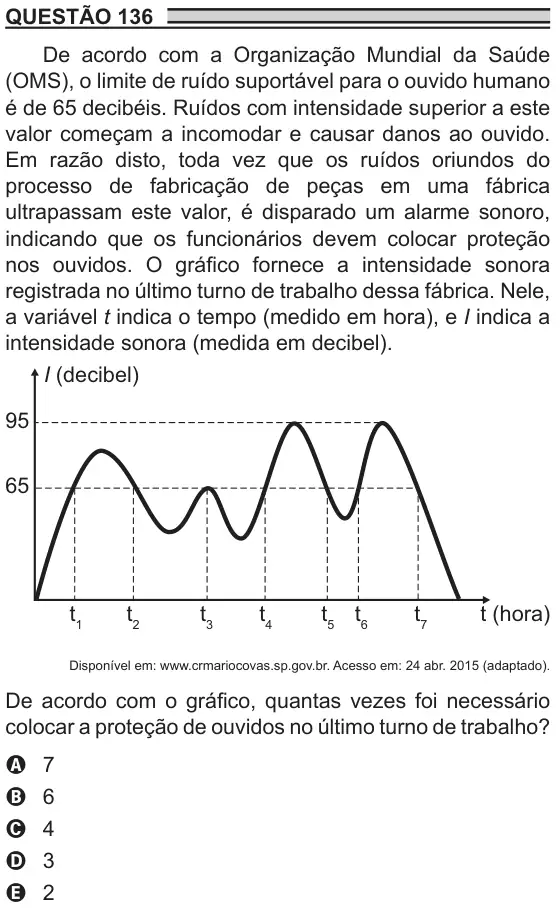 QUESTÃO 136
De acordo com a Organização Mundial da Saúde
(OMS), o limite de ruído suportável para o ouvido humano
é de 65 decibéis. Ruídos com intensidade superior a este
valor começam a incomodar e causar danos ao ouvido.
Em razão disto, toda vez que os ruídos oriundos do
processo de fabricação de peças em uma fábrica
ultrapassam este valor, é disparado um alarme sonoro,
indicando que os funcionários devem colocar proteção
nos ouvidos. O gráfico fornece a intensidade sonora
registrada no último turno de trabalho dessa fábrica. Nele,
a variável t indica o tempo (medido em hora), e I indica a
intensidade sonora (medida em decibel).
I (decibel)
95
65
t₁ t₂ t₃ t₄ t₅ t₆ t₇ t (hora)
Disponível em: www.crmariocovas.sp.gov.br. Acesso em: 24 abr. 2015 (adaptado).
De acordo com o gráfico, quantas vezes foi necessário
colocar a proteção de ouvidos no último turno de trabalho?
A 7
B 6
C 4
D 3
E 2